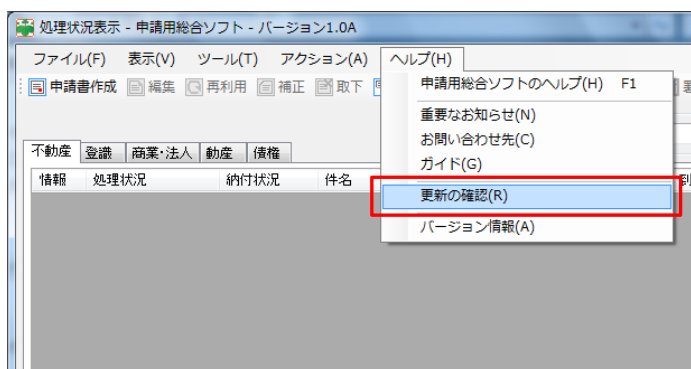 処理状況表示 - 申請用総合ソフト - バージョン1.0A
ファイル(F) 表示(V) ツール(T) アクション(A) ヘルプ(H)
申請書作成 編集 再利用 補正 取下
申請用総合ソフトのヘルプ(H) F1
重要なお知らせ(N)
お問い合わせ先(C)
ガイド(G)
更新の確認(R)
バージョン情報(A)
不動産 登識 商業・法人 動産 債権
情報 処理状況 納付状況 件名